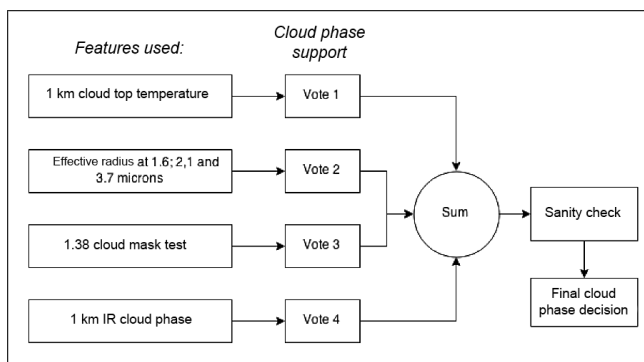 Features used:
Cloud phase
support
1 km cloud top temperature
Vote 1
Effective radius at 1.6; 2,1 and
3.7 microns
Vote 2
Sum
Sanity check
1.38 cloud mask test
Vote 3
Final cloud
phase decision
1 km IR cloud phase
Vote 4